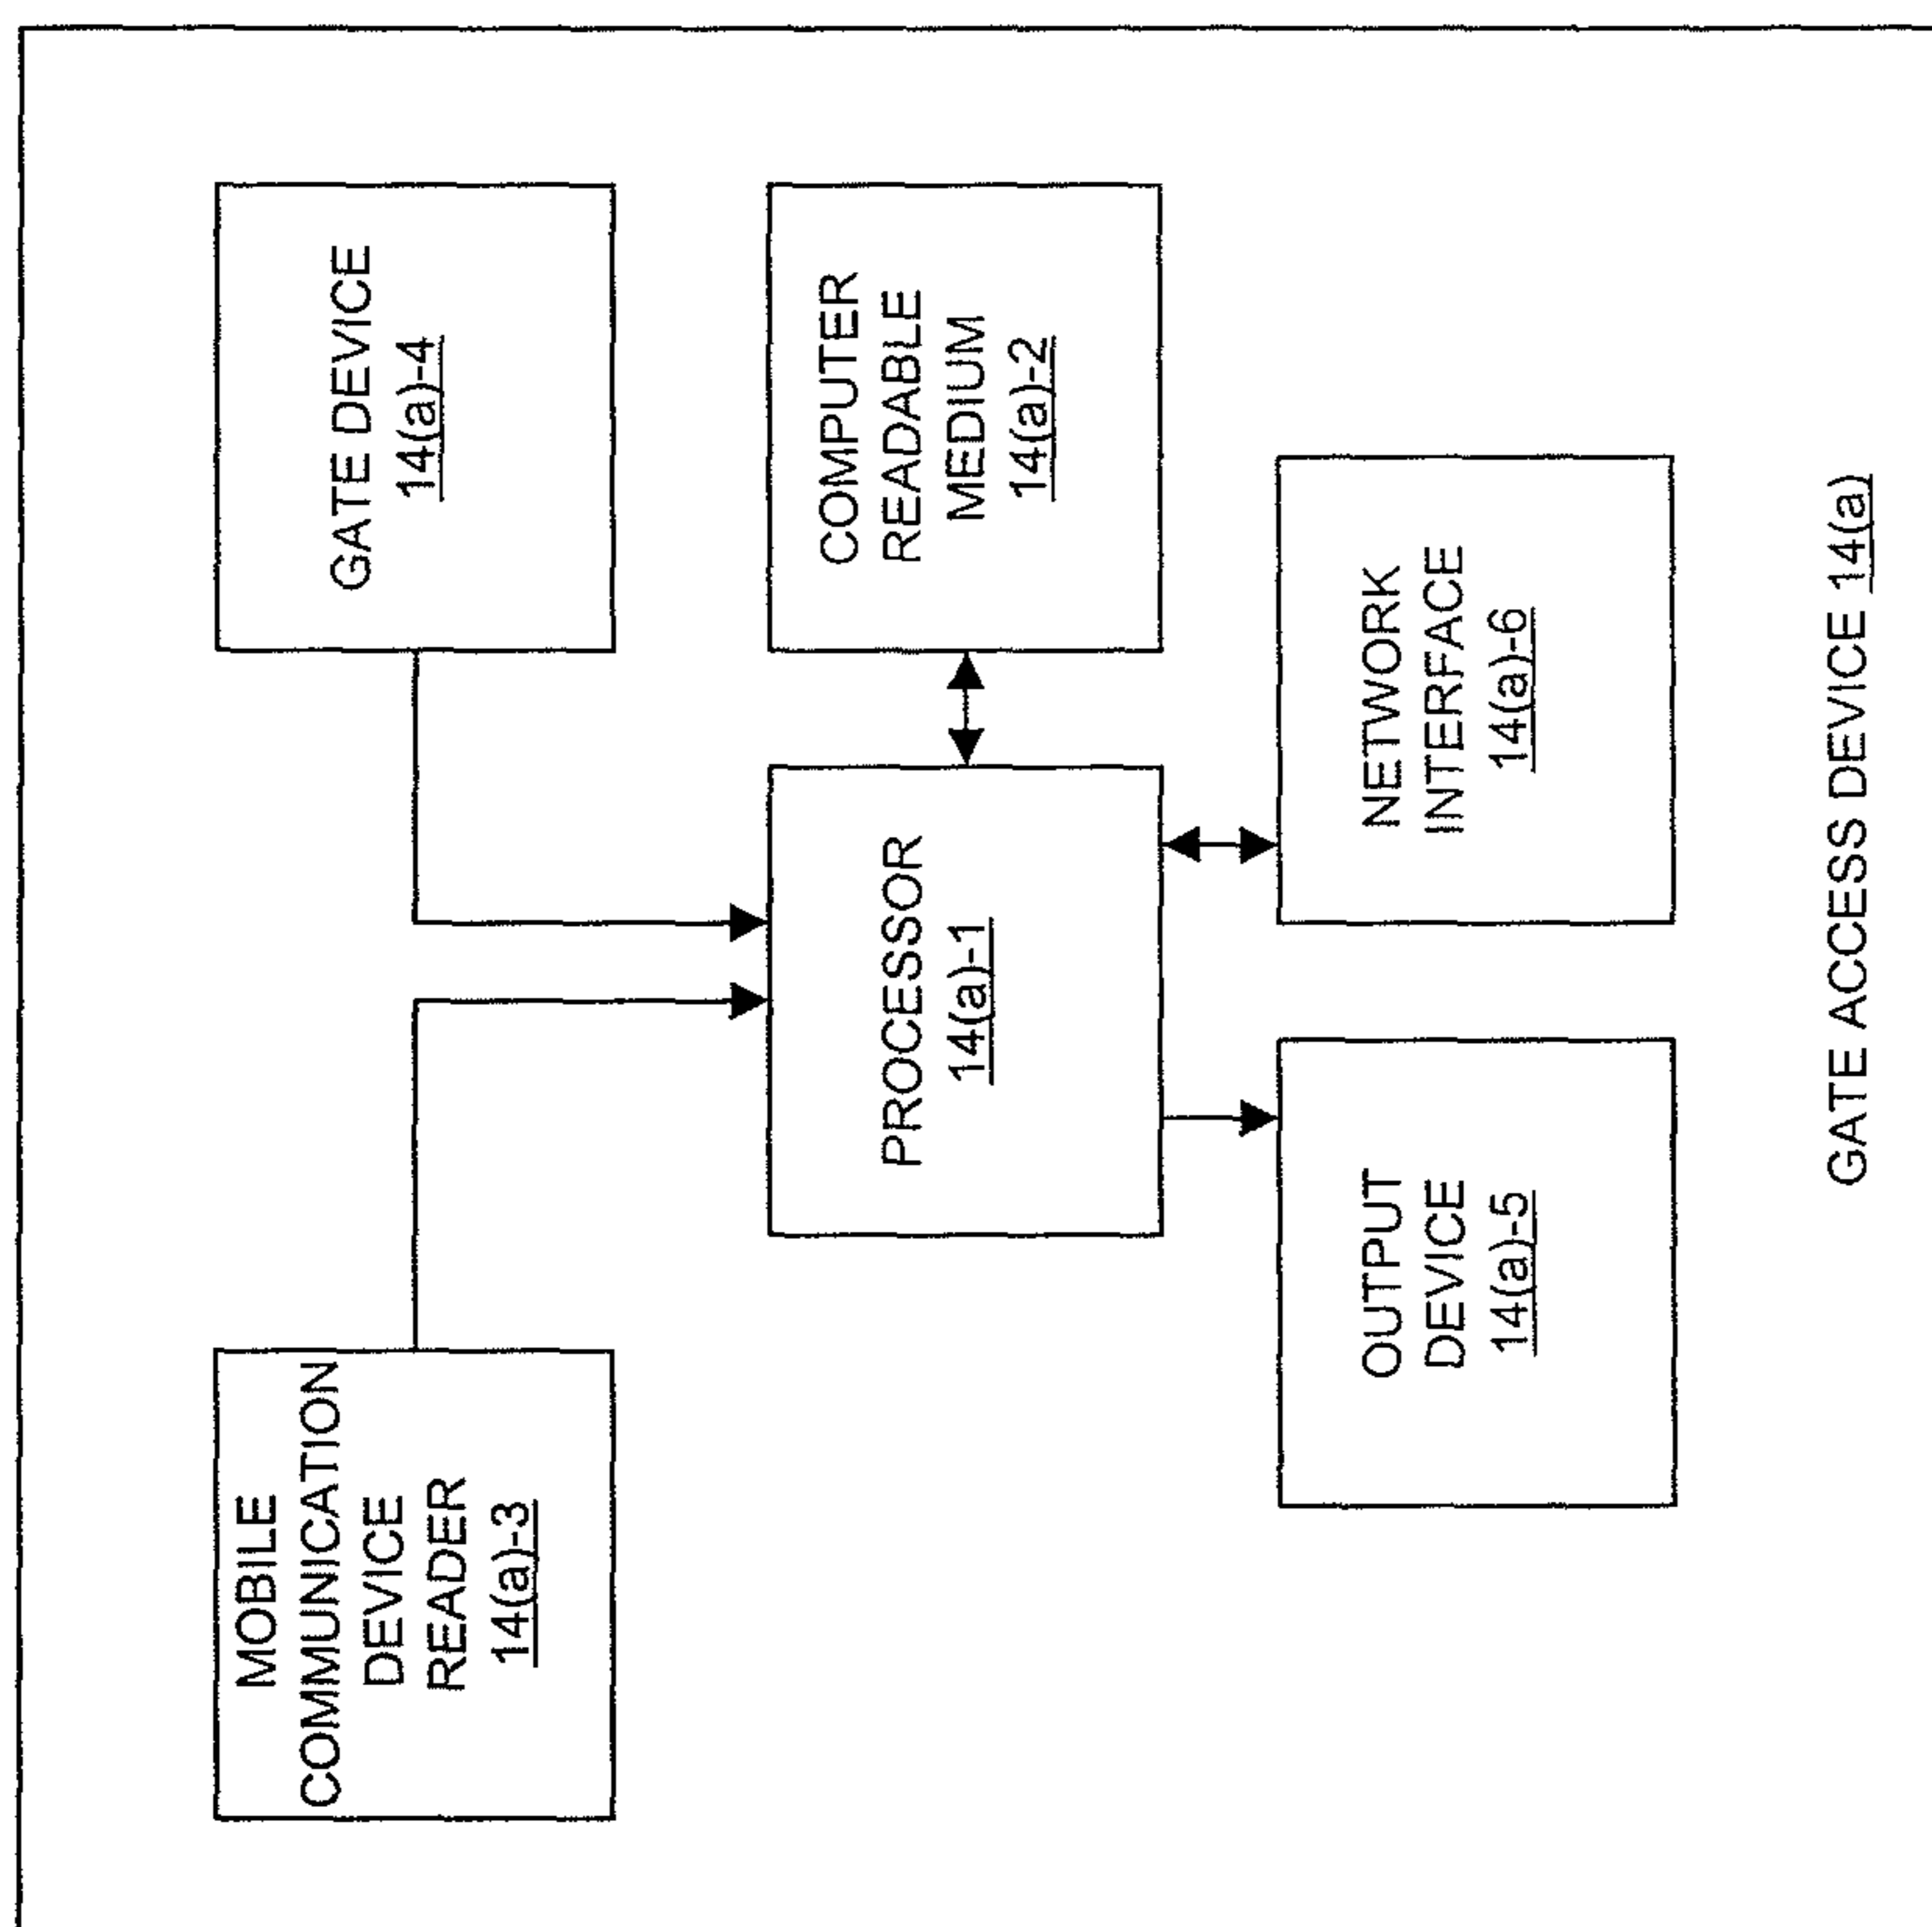 MOBILE
COMMUNICATION
DEVICE
READER
14(a)-3
GATE DEVICE
14(a)-4
PROCESSOR
14(a)-1
COMPUTER
READABLE
MEDIUM
14(a)-2
OUTPUT
DEVICE
14(a)-5
NETWORK
INTERFACE
14(a)-6
GATE ACCESS DEVICE 14(a)